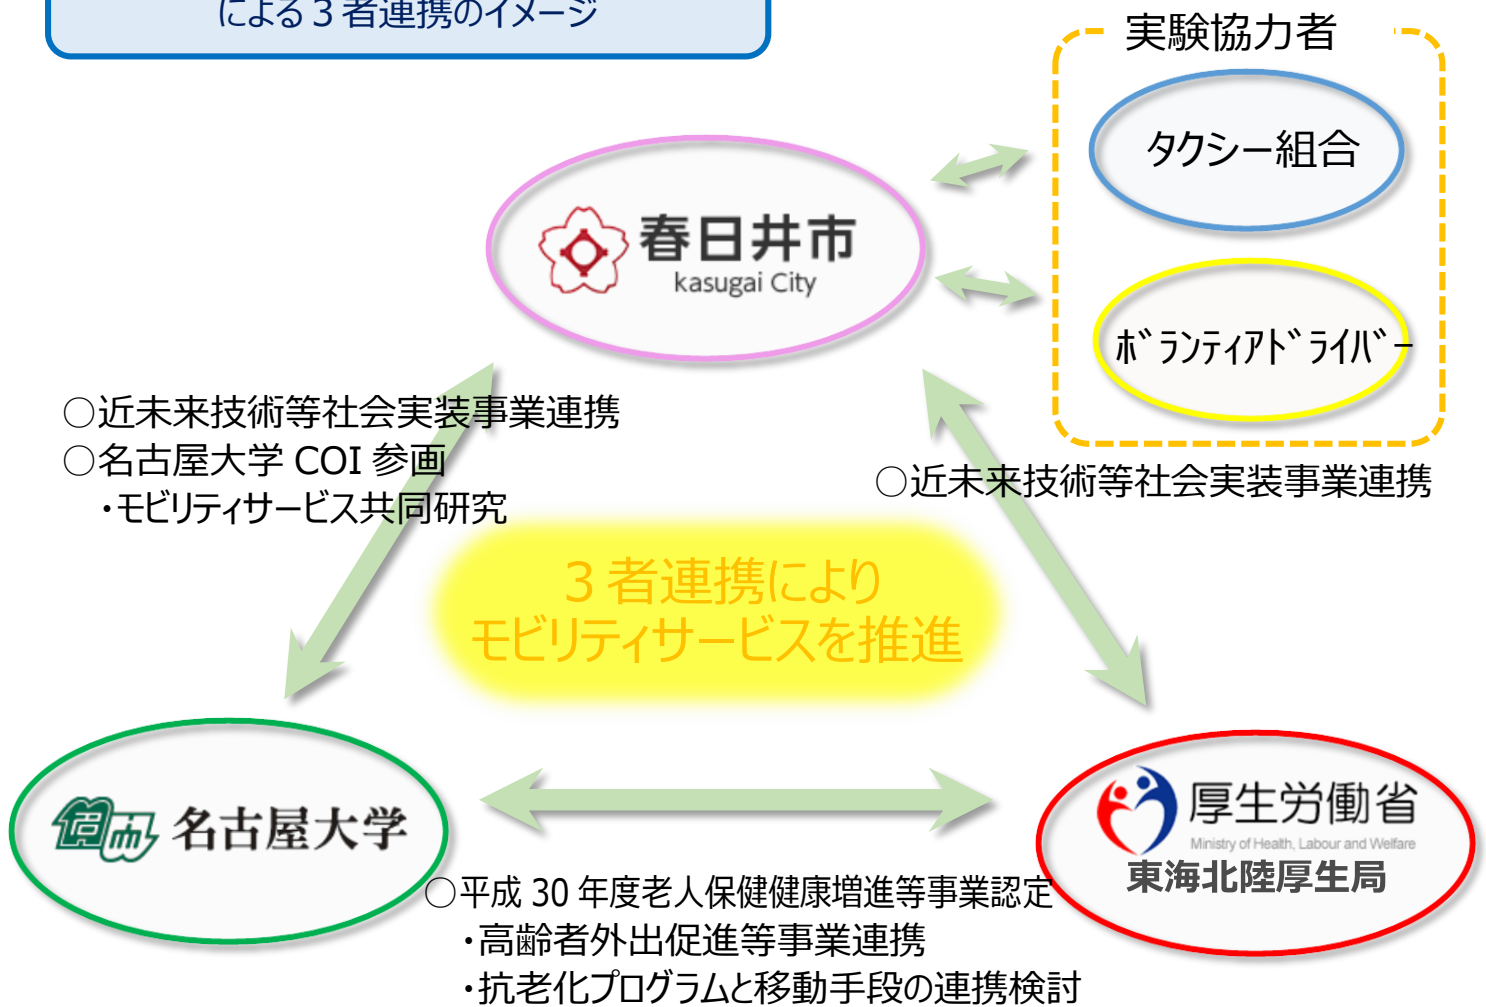 による３者連携のイメージ
実験協力者
タクシー組合
春日井市
kasugai City
ﾎﾞﾗﾝﾃｨｱﾄﾞﾗｲﾊﾞｰ
○近未来技術等社会実装事業連携
○名古屋大学 COI 参画
・モビリティサービス共同研究
○近未来技術等社会実装事業連携
３者連携により
モビリティサービスを推進
名古屋大学
厚生労働省
Ministry of Health, Labour and Welfare
東海北陸厚生局
○平成 30 年度老人保健健康増進等事業認定
・高齢者外出促進等事業連携
・抗老化プログラムと移動手段の連携検討